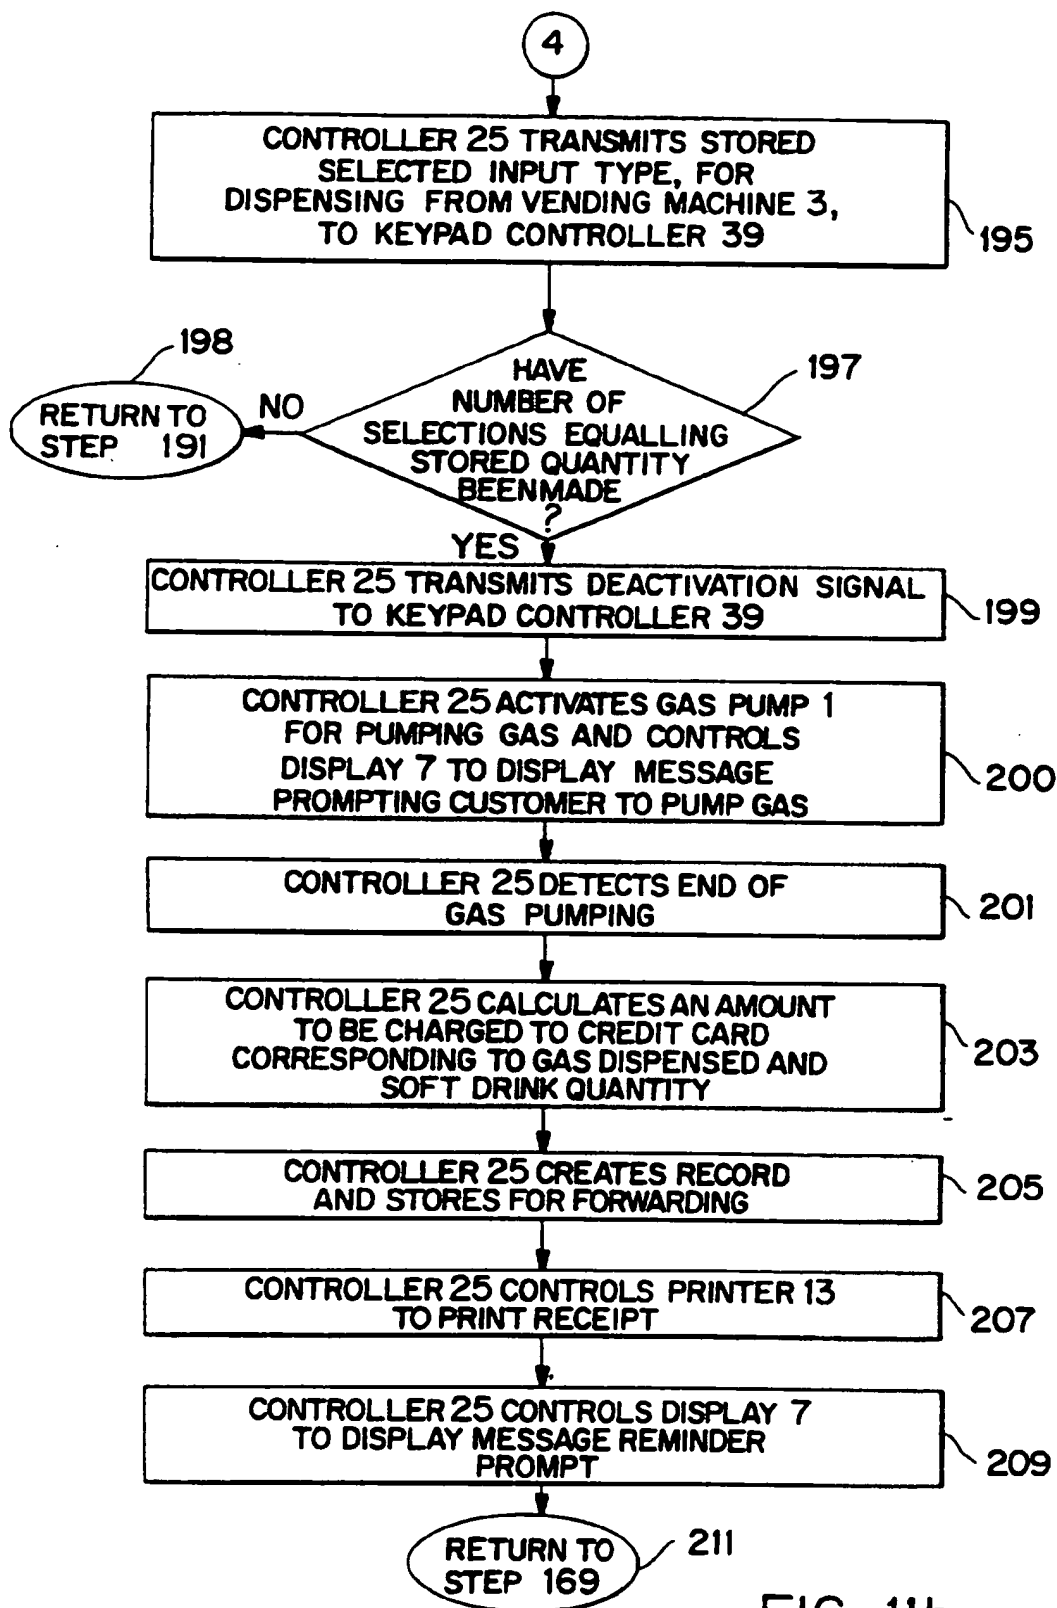 4
CONTROLLER 25 TRANSMITS STORED
SELECTED INPUT TYPE, FOR
DISPENSING FROM VENDING MACHINE 3,
TO KEYPAD CONTROLLER 39
195
198
RETURN TO
STEP 191
NO
HAVE
NUMBER OF
SELECTIONS EQUALLING
STORED QUANTITY
BEENMADE
?
197
YES
CONTROLLER 25 TRANSMITS DEACTIVATION SIGNAL
TO KEYPAD CONTROLLER 39
199
CONTROLLER 25 ACTIVATES GAS PUMP 1
FOR PUMPING GAS AND CONTROLS
DISPLAY 7 TO DISPLAY MESSAGE
PROMPTING CUSTOMER TO PUMP GAS
200
CONTROLLER 25 DETECTS END OF
GAS PUMPING
201
CONTROLLER 25 CALCULATES AN AMOUNT
TO BE CHARGED TO CREDIT CARD
CORRESPONDING TO GAS DISPENSED AND
SOFT DRINK QUANTITY
203
CONTROLLER 25 CREATES RECORD
AND STORES FOR FORWARDING
205
CONTROLLER 25 CONTROLS PRINTER 13
TO PRINT RECEIPT
207
CONTROLLER 25 CONTROLS DISPLAY 7
TO DISPLAY MESSAGE REMINDER
PROMPT
209
RETURN TO
STEP 169
211
FIG.